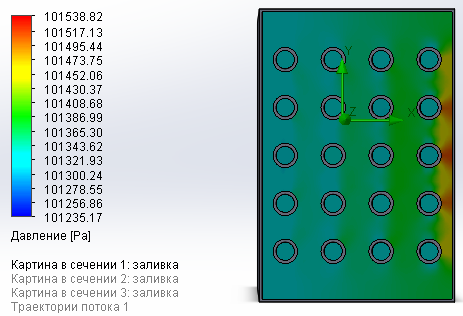 101538.82
101517.13
101495.44
101473.75
101452.06
101430.37
101408.68
101386.99
101365.30
101343.62
101321.93
101300.24
101278.55
101256.86
101235.17
Давление [Pa]
Картина в сечении 1: заливка
Картина в сечении 2: заливка
Картина в сечении 3: заливка
Траектории потока 1
Y
Z
X